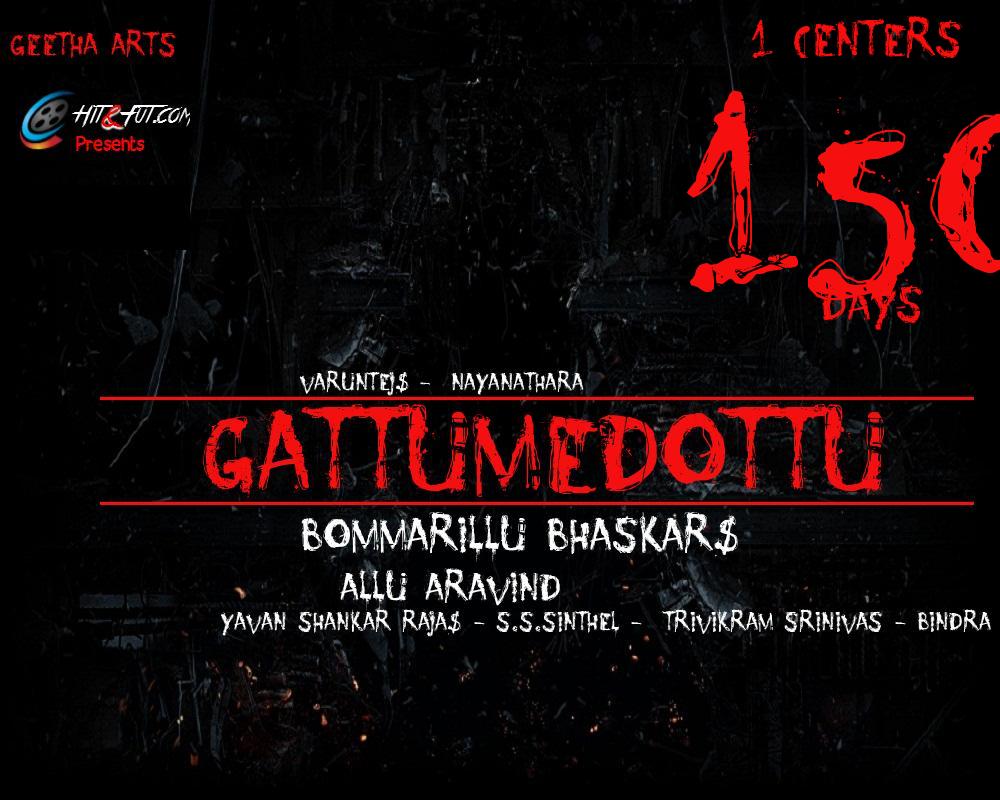 GEETHA ARTS
1 CENTERS
HIT&FUT.COM
Presents
150
DAYS
VARUNTEJ$ - NAYANATHARA
GATTUMEDOTTU
BOMMARILLU BHASKAR$
ALLU ARAVIND
YAVAN SHANKAR RAJA$ - S.S.SINTHEL - TRIVIKRAM SRINIVAS - BINDRA